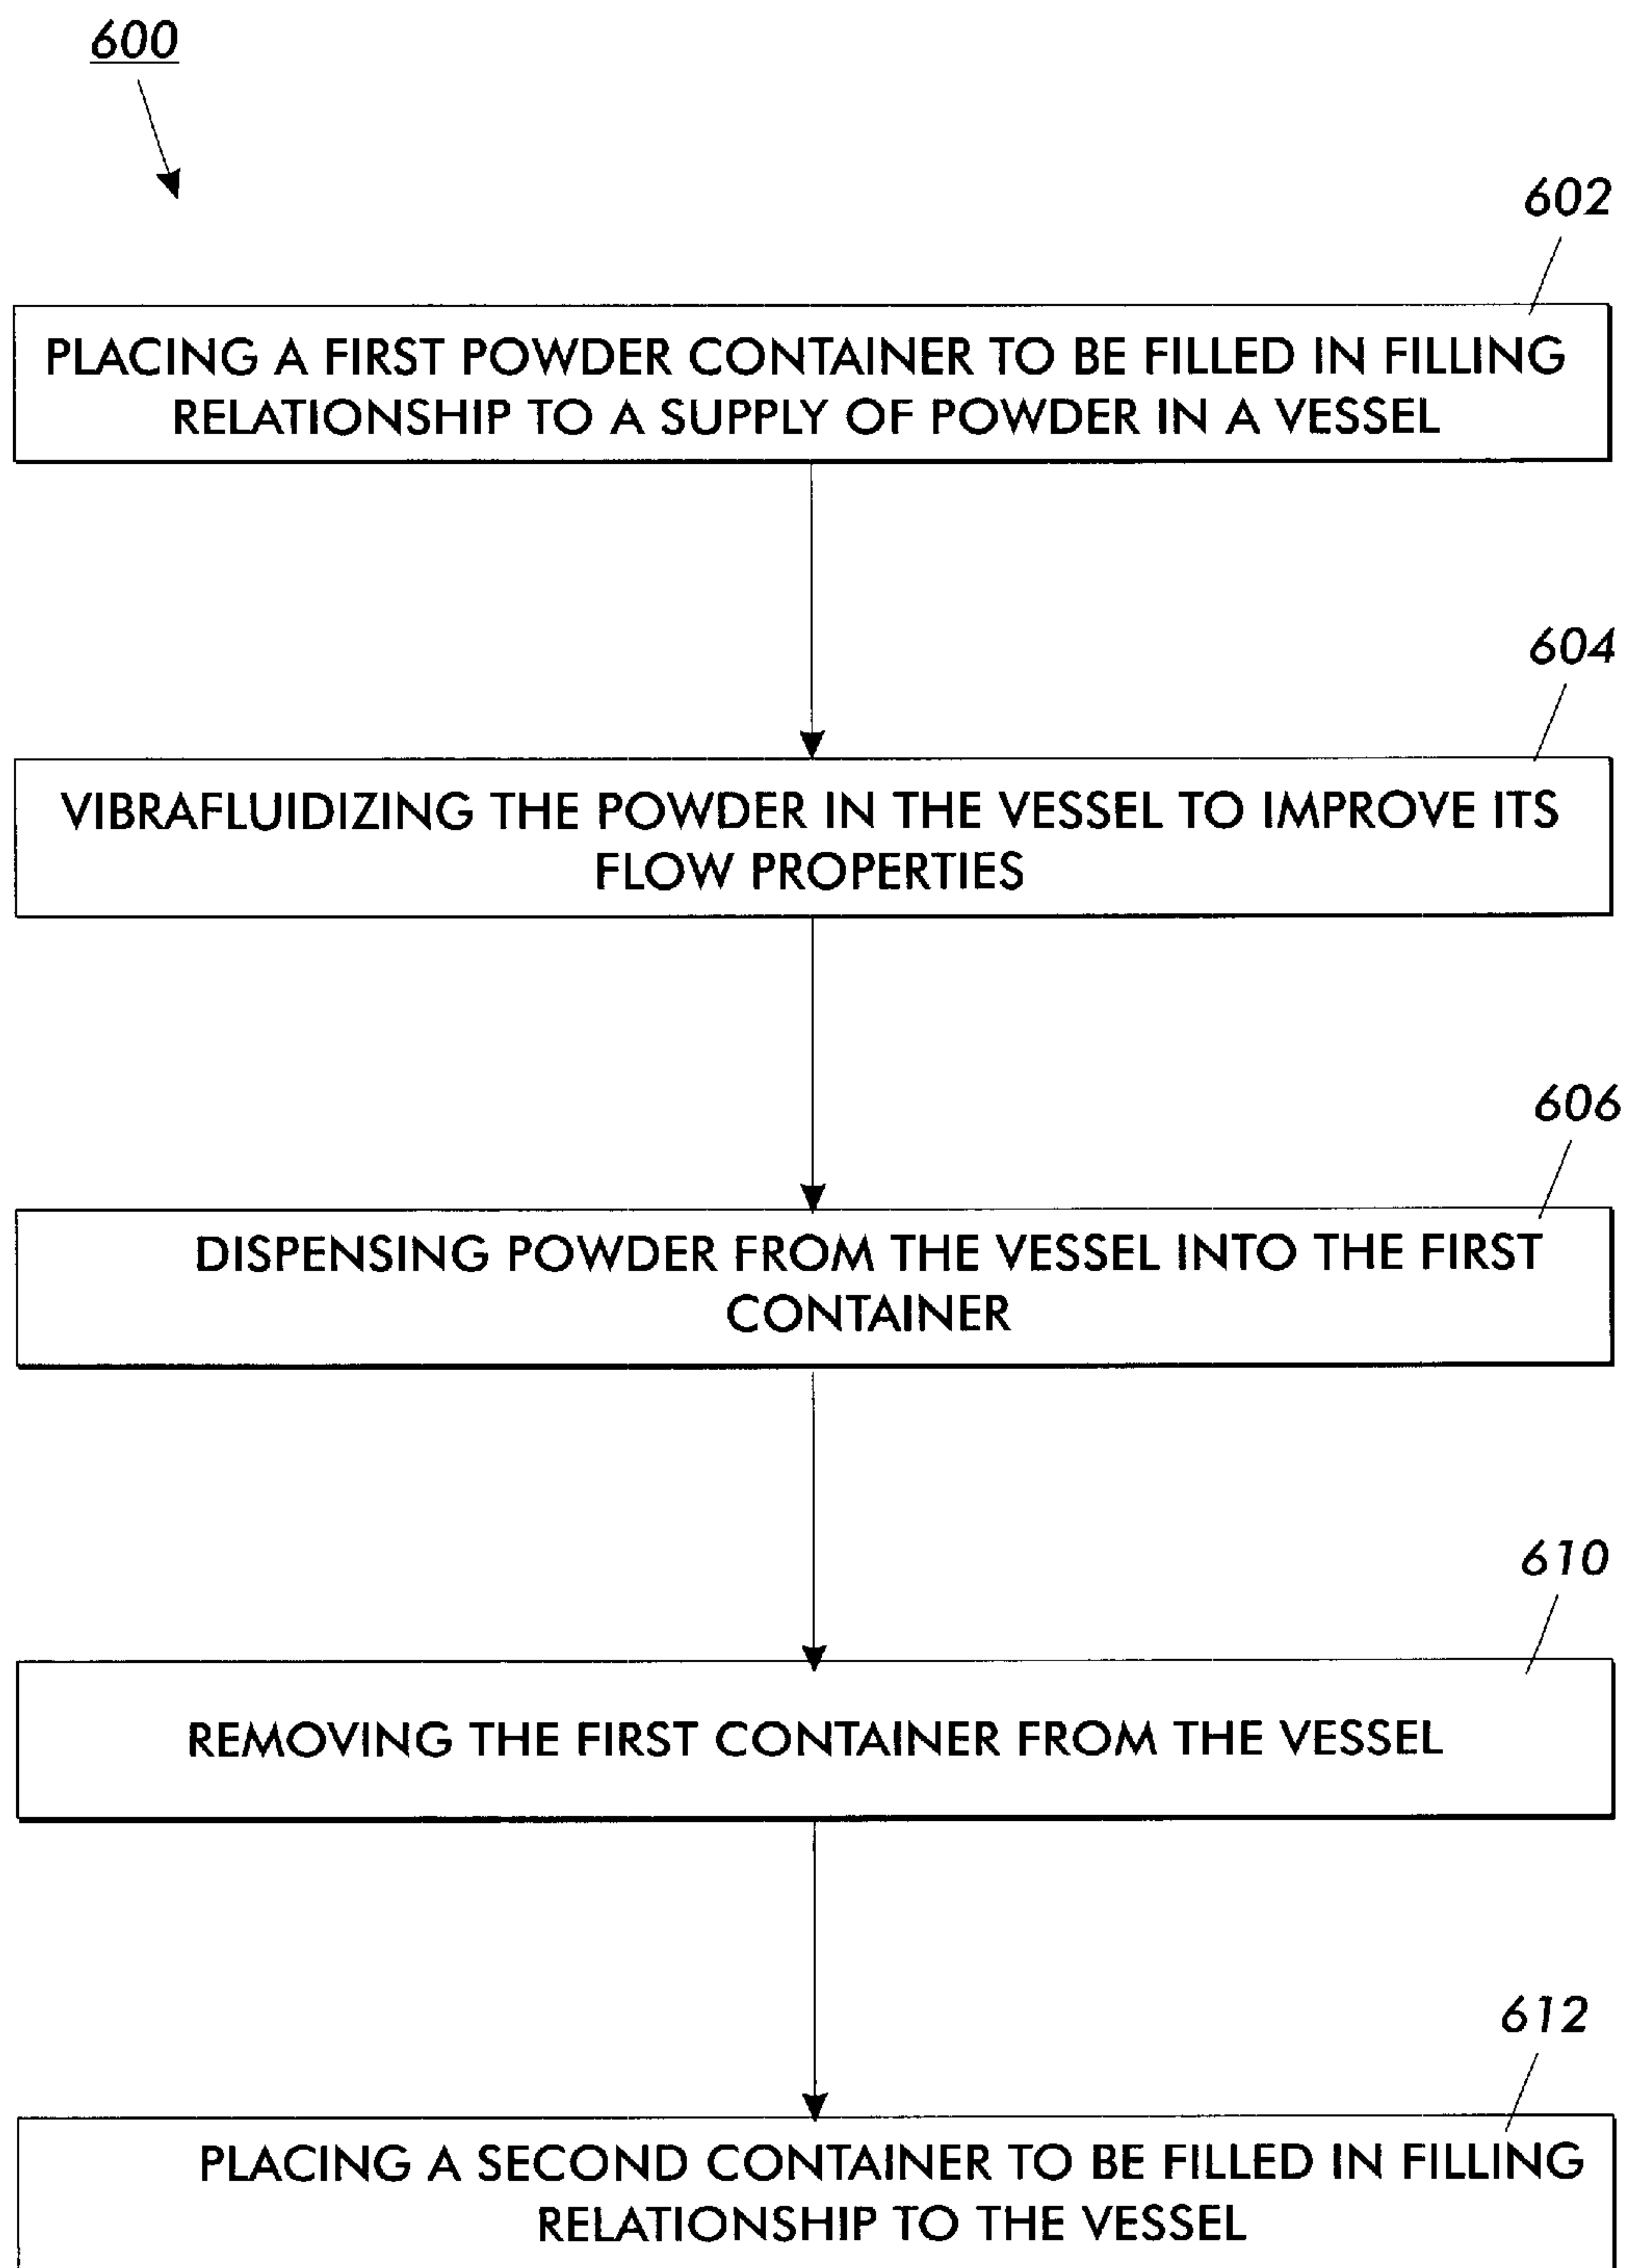 600
602
PLACING A FIRST POWDER CONTAINER TO BE FILLED IN FILLING
RELATIONSHIP TO A SUPPLY OF POWDER IN A VESSEL
604
VIBRAFLUIDIZING THE POWDER IN THE VESSEL TO IMPROVE ITS
FLOW PROPERTIES
606
DISPENSING POWDER FROM THE VESSEL INTO THE FIRST
CONTAINER
610
REMOVING THE FIRST CONTAINER FROM THE VESSEL
612
PLACING A SECOND CONTAINER TO BE FILLED IN FILLING
RELATIONSHIP TO THE VESSEL